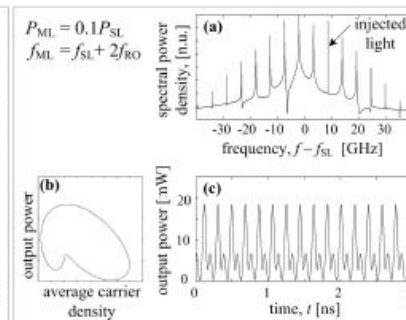 P_ML = 0.1P_SL
f_ML = f_SL + 2f_RO
(a)
injected
light
spectral power
density, [n.u.]
-30 -20 -10 0 10 20 30
frequency, f – f_SL [GHz]
(b)
output power
average carrier
density
(c)
output power [nW]
20
10
0
0 1 2
time, t [ns]